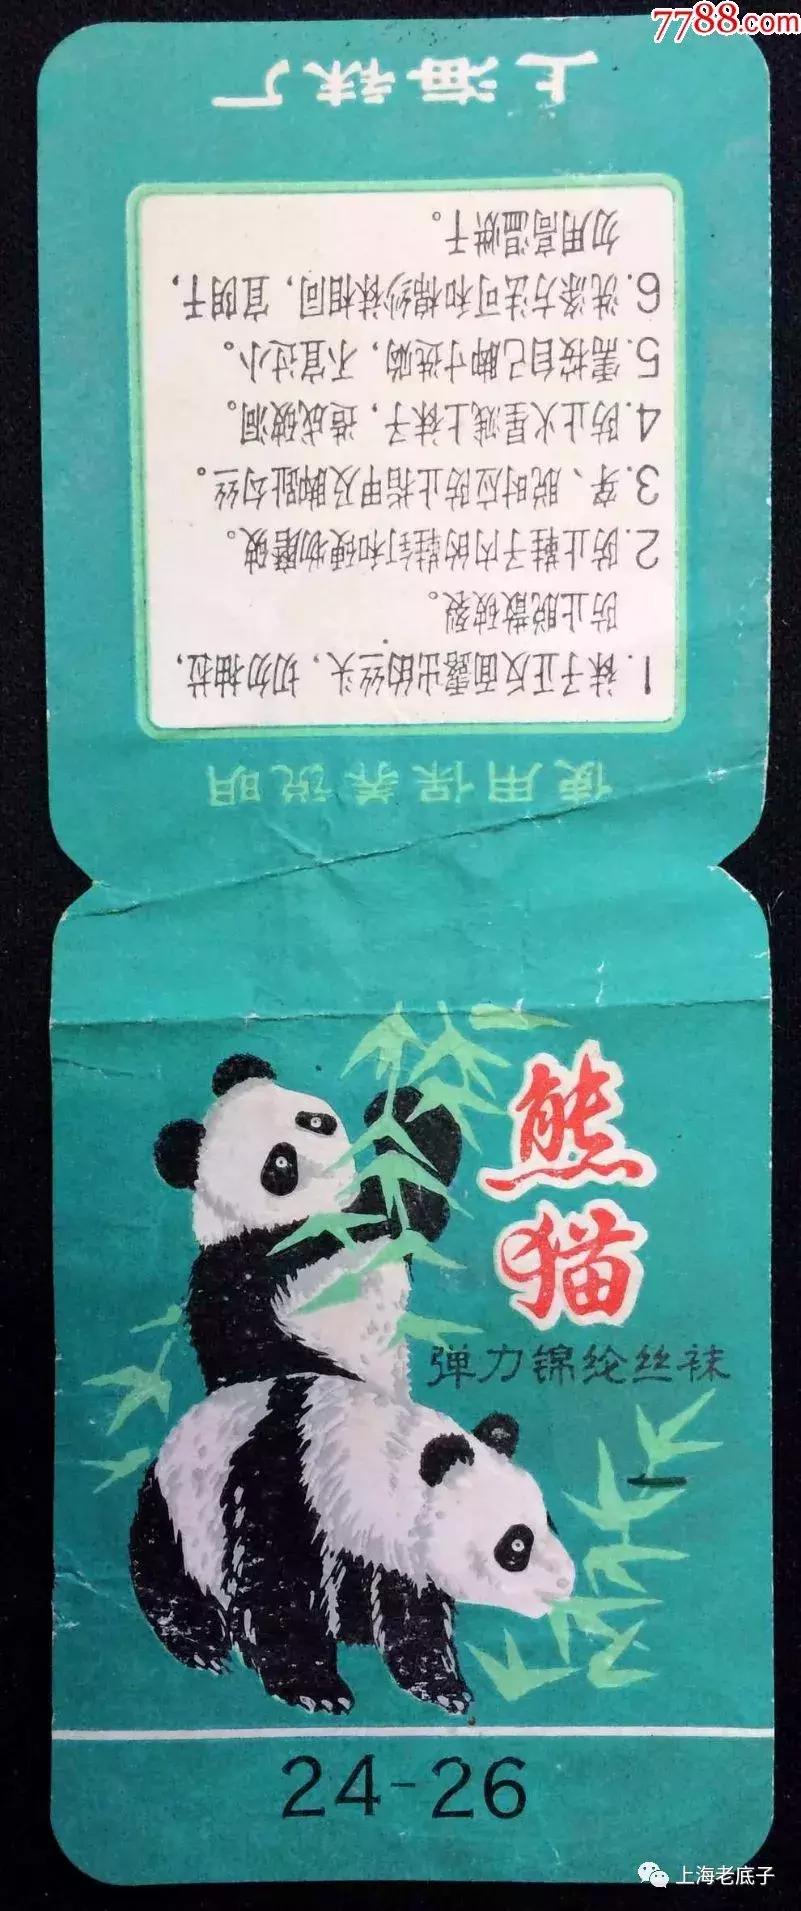 7788.com
使用保养说明
1. 袜子正反面露出的丝头，切勿抽拉，
防止脱散破裂。
2. 防止鞋子内的鞋钉和硬物磨破。
3. 穿、脱时应防止指甲及脚趾勾丝。
4. 防止火星溅上袜子，造成破洞。
5. 需按自己脚寸选购，不宜过小。
6. 洗涤方法可和棉纱袜相同，宜阴干，
勿用高温烘干。
上海袜厂
熊猫
弹力锦纶丝袜
24-26
上海老底子